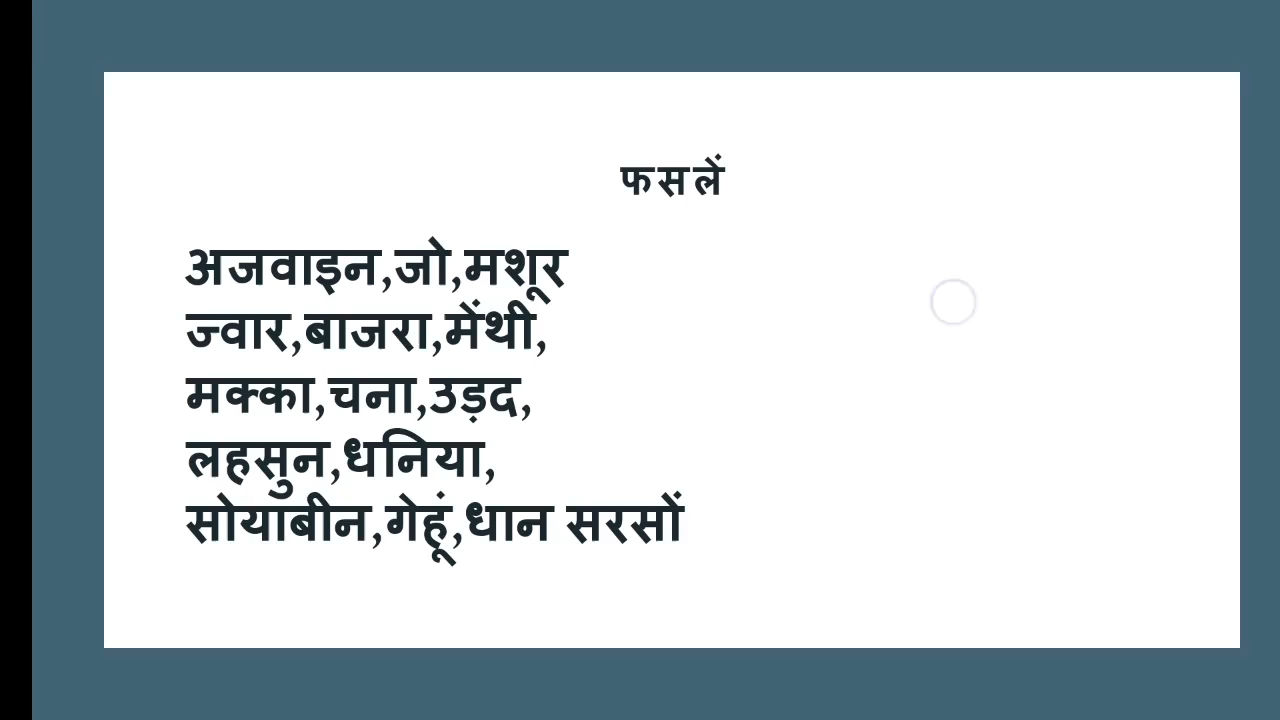 फसलें
अजवाइन,जो,मशूर
ज्वार,बाजरा,मेंथी,
मक्का,चना,उड़द,
लहसुन,धनिया,
सोयाबीन,गेहूं,धान सरसों